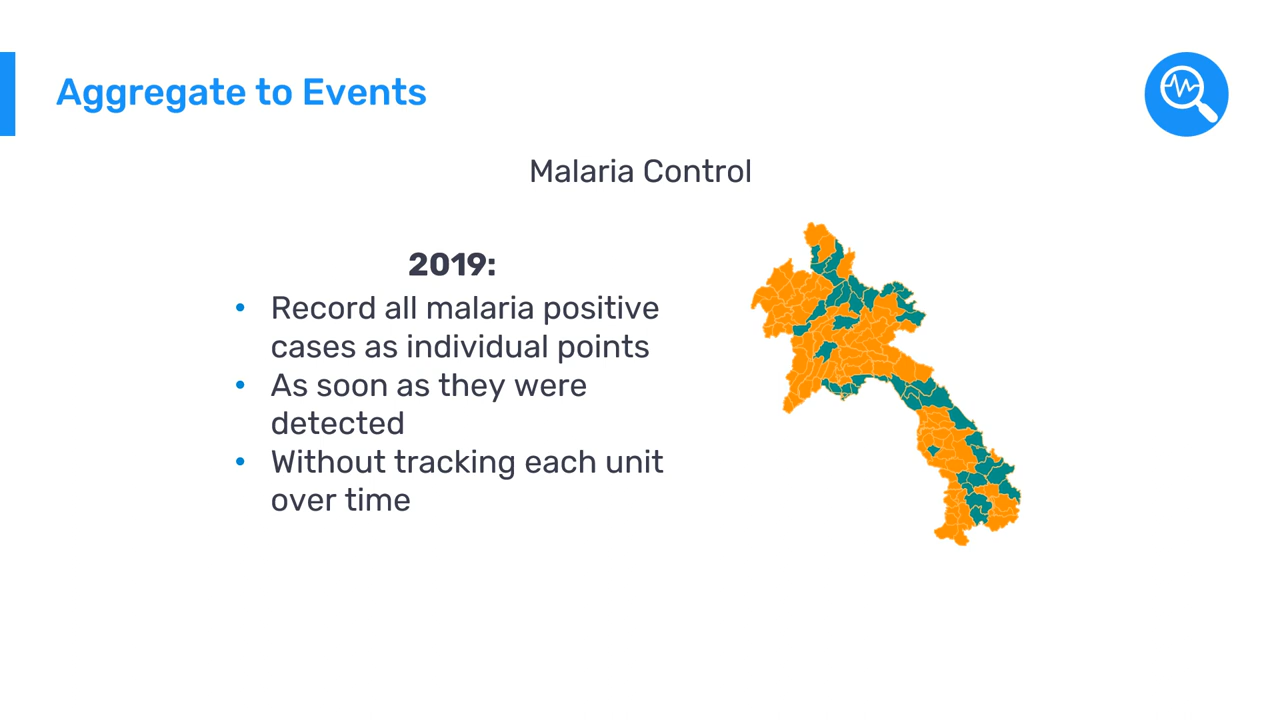 Aggregate to Events
Malaria Control
2019:
• Record all malaria positive
cases as individual points
• As soon as they were
detected
• Without tracking each unit
over time